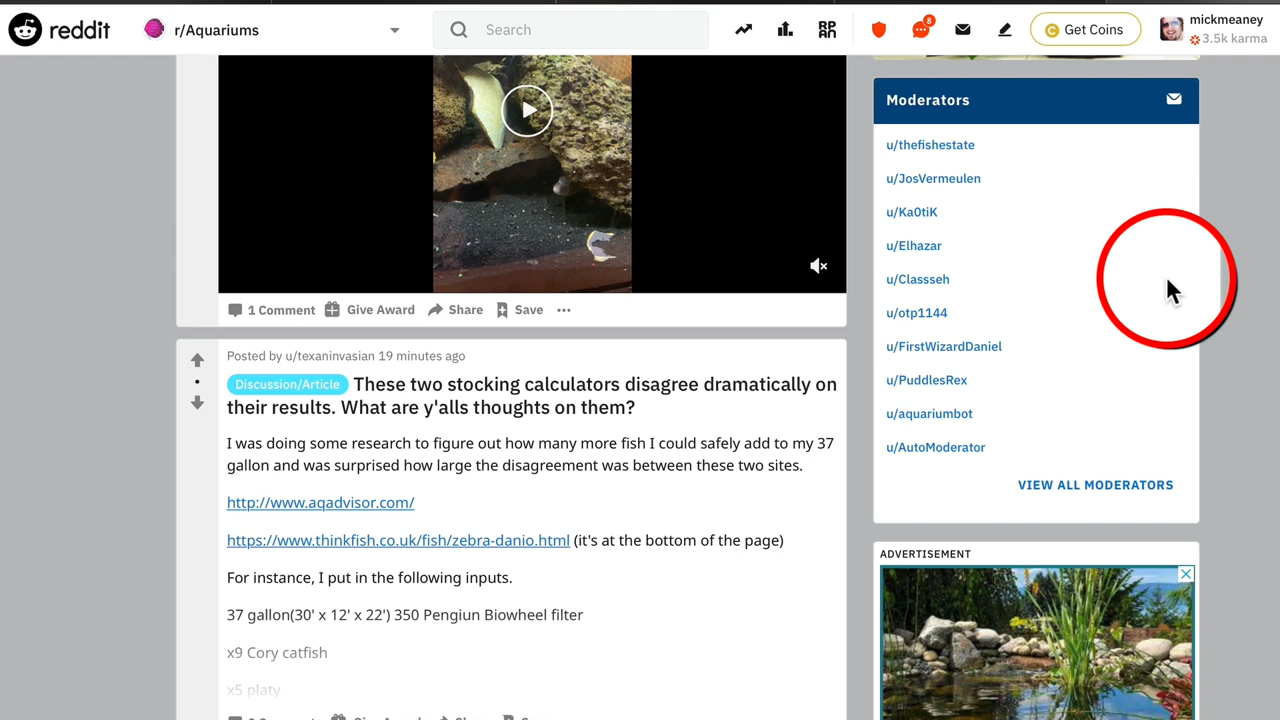 reddit
r/Aquariums
Search
8
Get Coins
mickmeaney
3.5k karma
1 Comment
Give Award
Share
Save
Posted by u/texaninvasian 19 minutes ago
Discussion/Article These two stocking calculators disagree dramatically on
their results. What are y'alls thoughts on them?
I was doing some research to figure out how many more fish I could safely add to my 37
gallon and was surprised how large the disagreement was between these two sites.
http://www.aqadvisor.com/
https://www.thinkfish.co.uk/fish/zebra-danio.html (it's at the bottom of the page)
For instance, I put in the following inputs.
37 gallon(30' x 12' x 22') 350 Pengiun Biowheel filter
x9 Cory catfish
x5 platy
Moderators
u/thefishestate
u/JosVermeulen
u/Ka0tiK
u/Elhazar
u/Classseh
u/otp1144
u/FirstWizardDaniel
u/PuddlesRex
u/aquariumbot
u/AutoModerator
VIEW ALL MODERATORS
ADVERTISEMENT